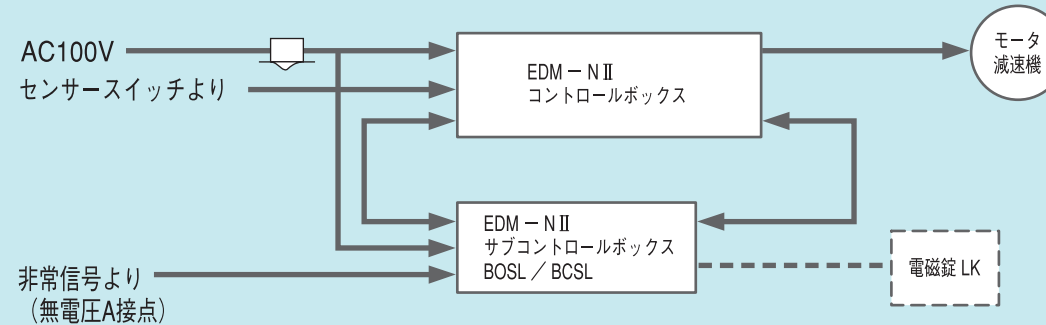 AC100V
センサースイッチより
EDM－NⅡ
コントロールボックス
モータ
減速機
EDM－NⅡ
サブコントロールボックス
BOSL／BCSL
非常信号より
（無電圧A接点）
電磁錠 LK